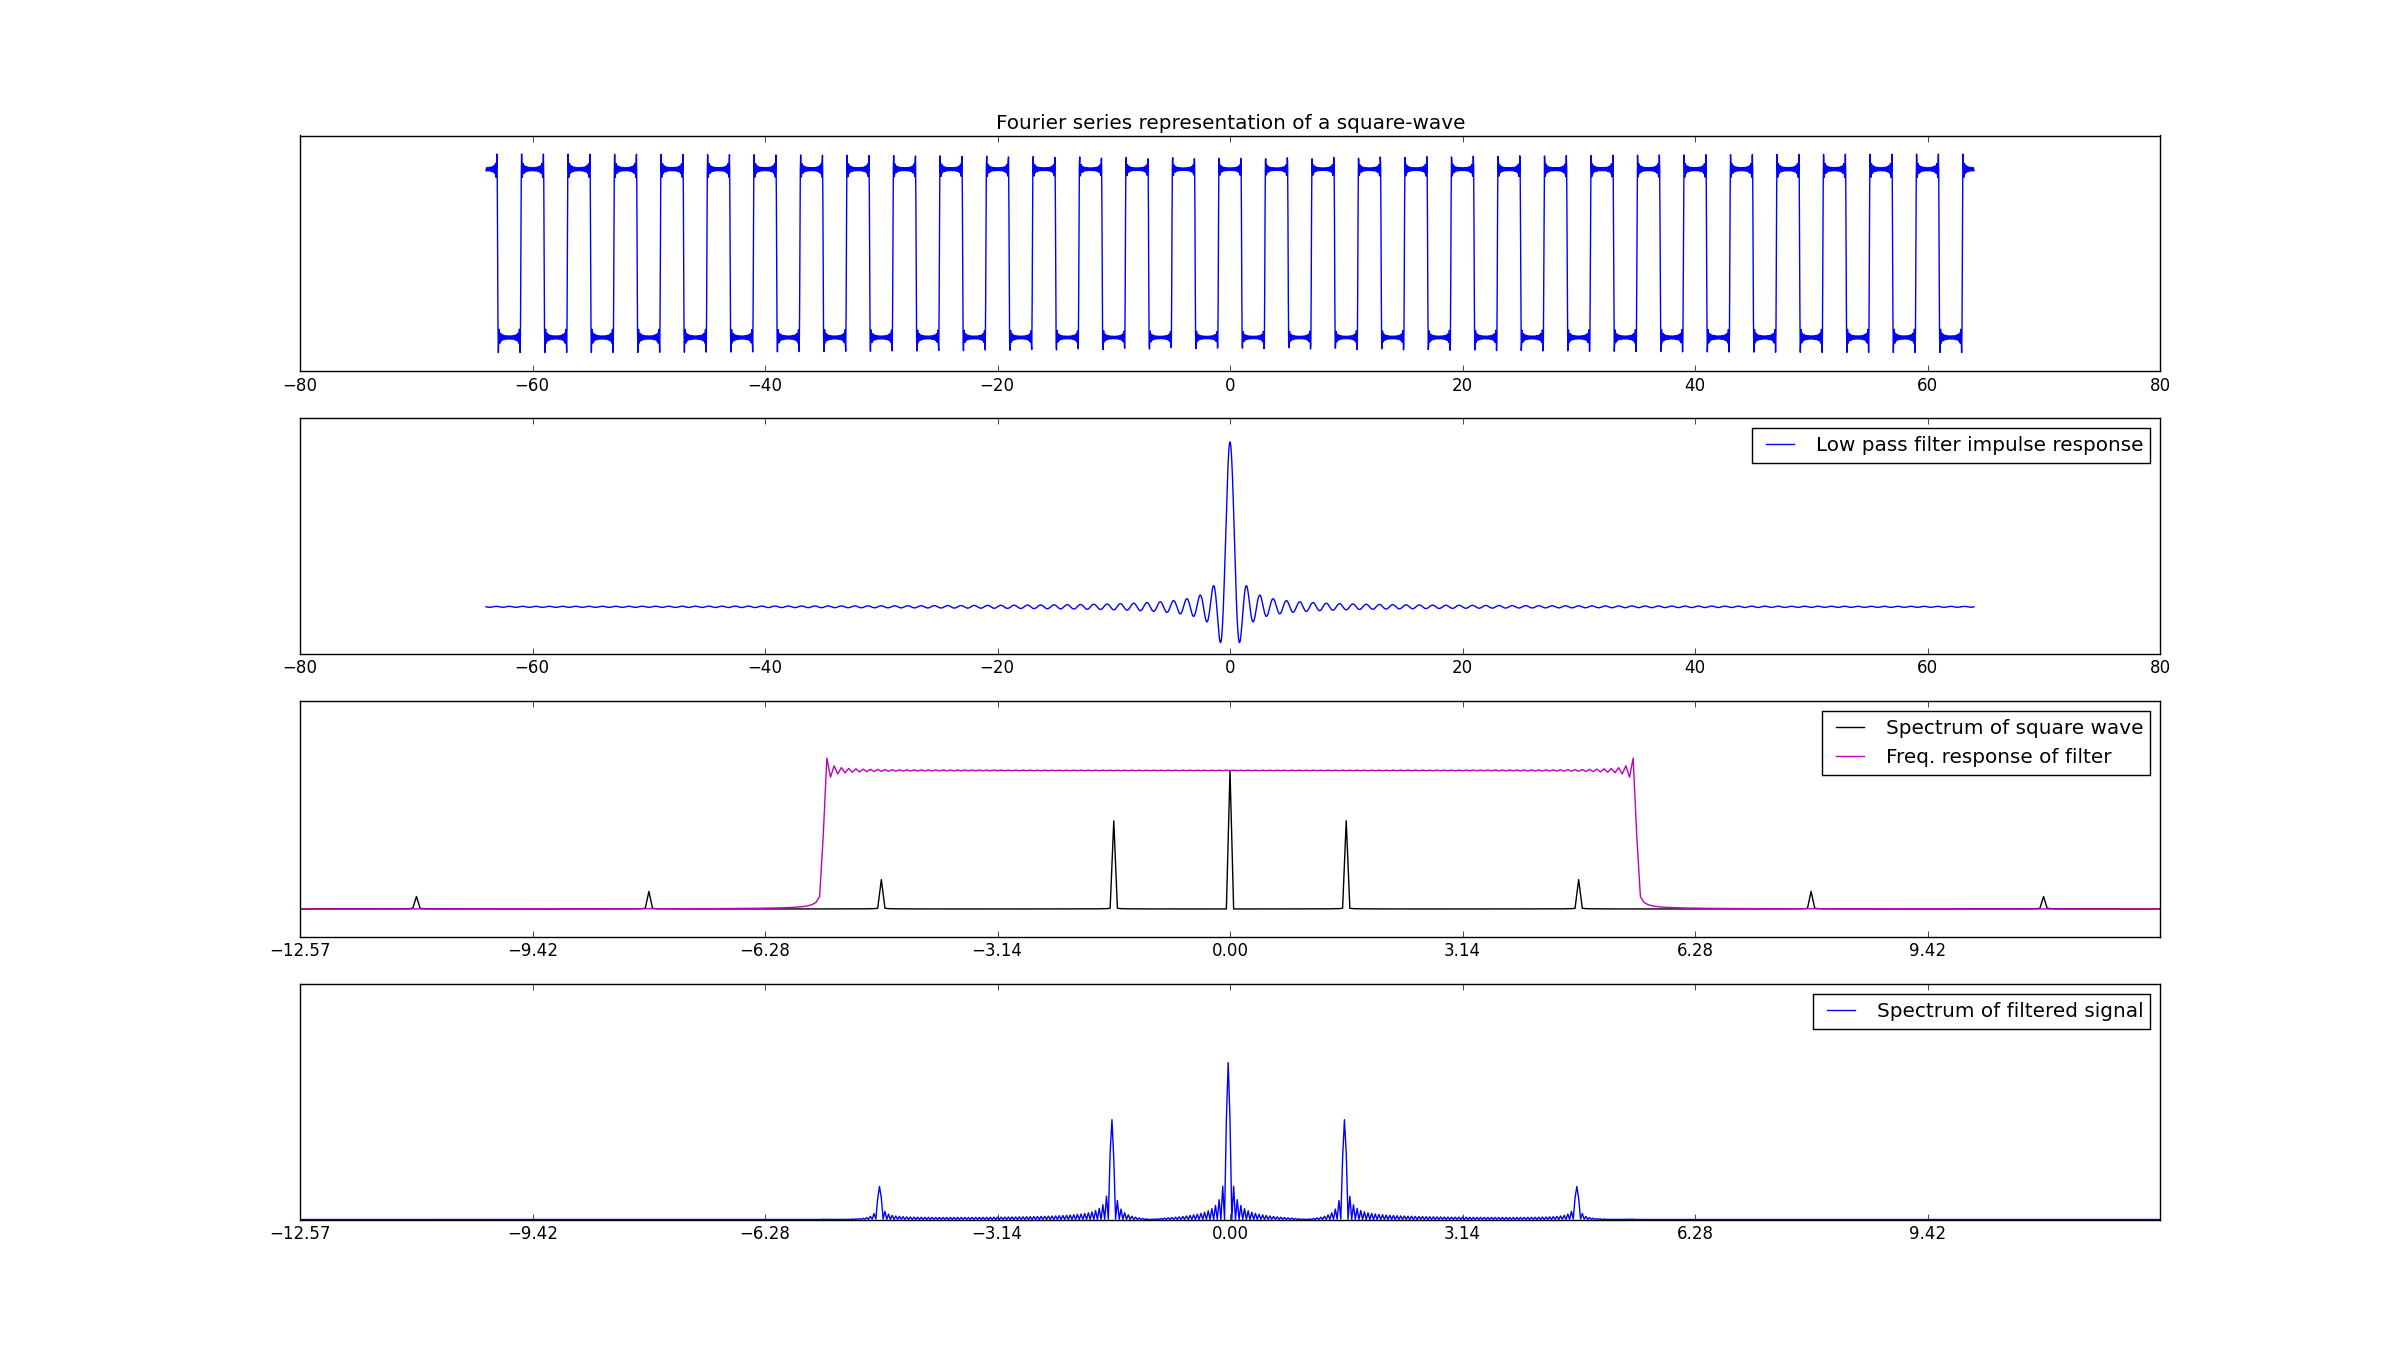 Fourier series representation of a square-wave
−80 −60 −40 −20 0 20 40 60 80
Low pass filter impulse response
−80 −60 −40 −20 0 20 40 60 80
Spectrum of square wave
Freq. response of filter
−12.57 −9.42 −6.28 −3.14 0.00 3.14 6.28 9.42
Spectrum of filtered signal
−12.57 −9.42 −6.28 −3.14 0.00 3.14 6.28 9.42